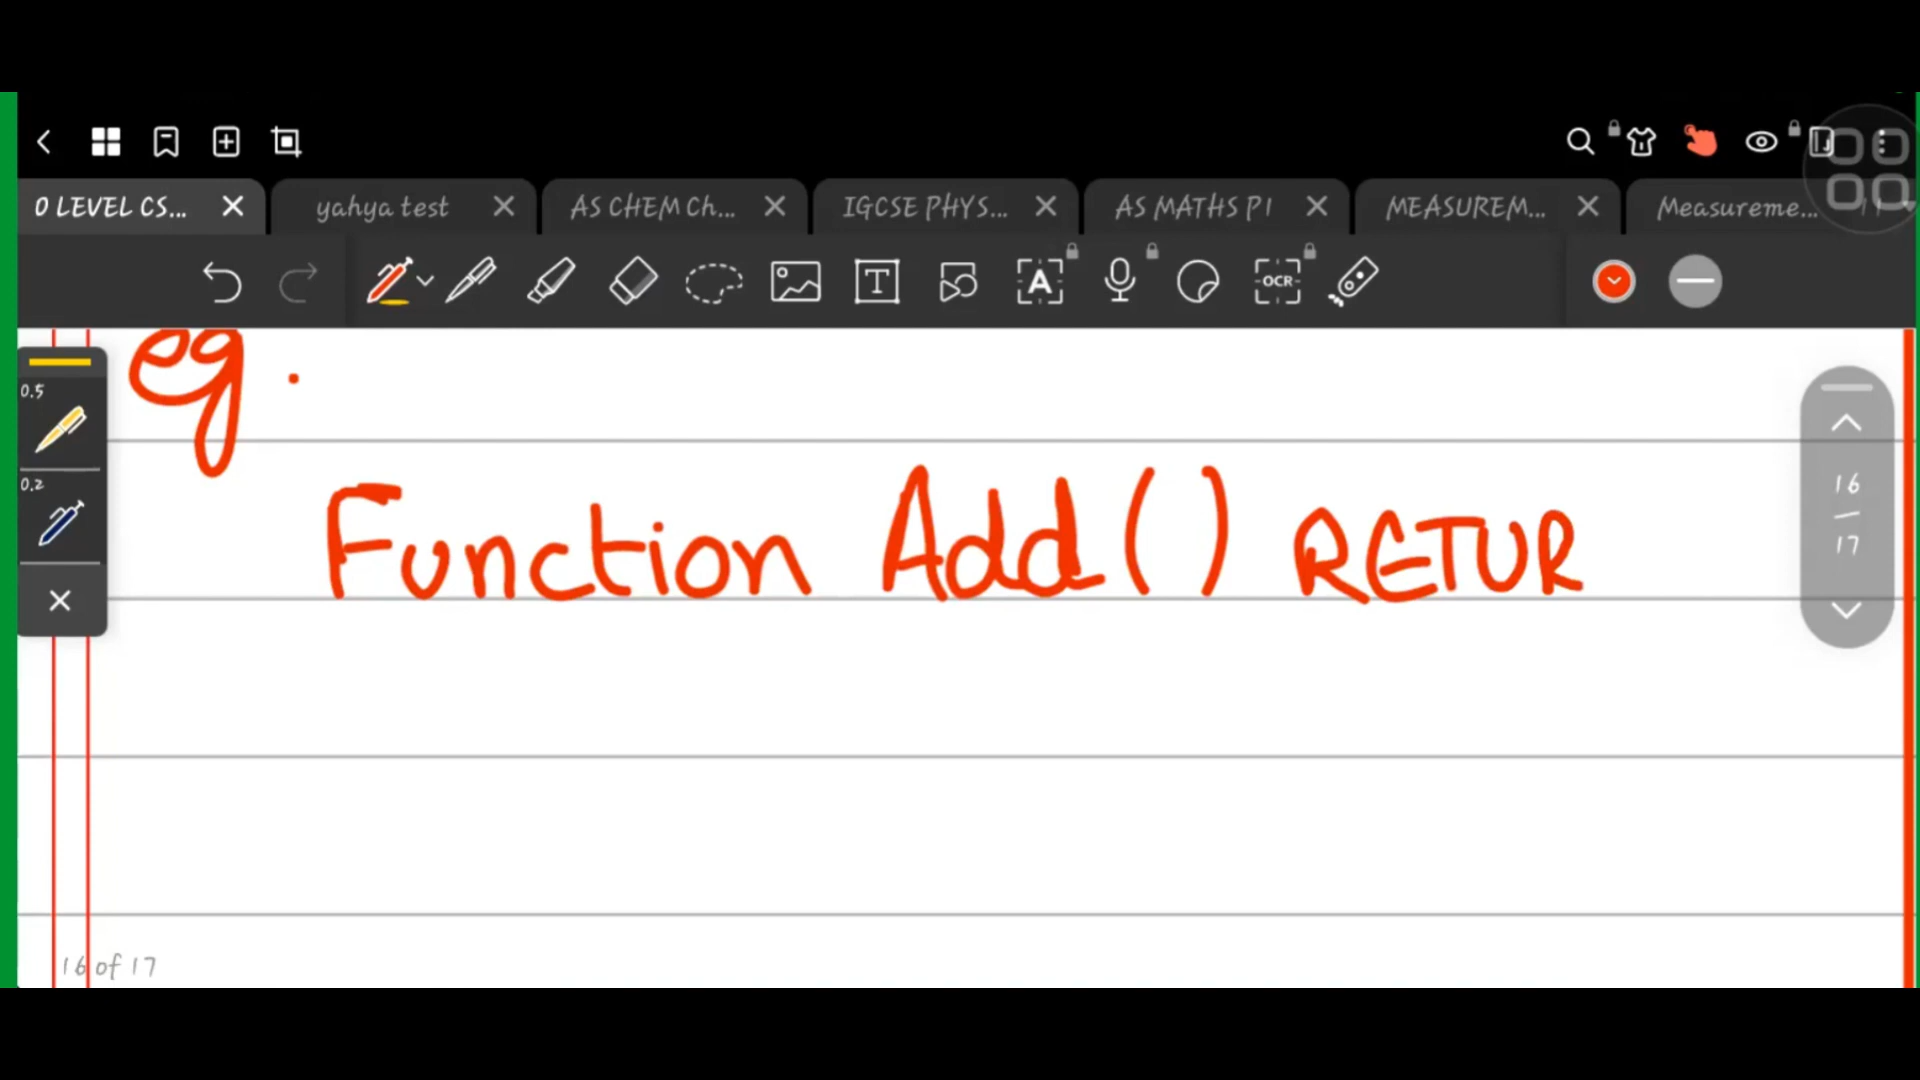 O LEVEL CS...
yahya test
AS CHEM Ch...
IGCSE PHYS...
AS MATHS P1
MEASUREM...
Measureme...
A
T
OCR
0.5
0.2
eg.
Function Add() RETUR
16
17
16 of 17